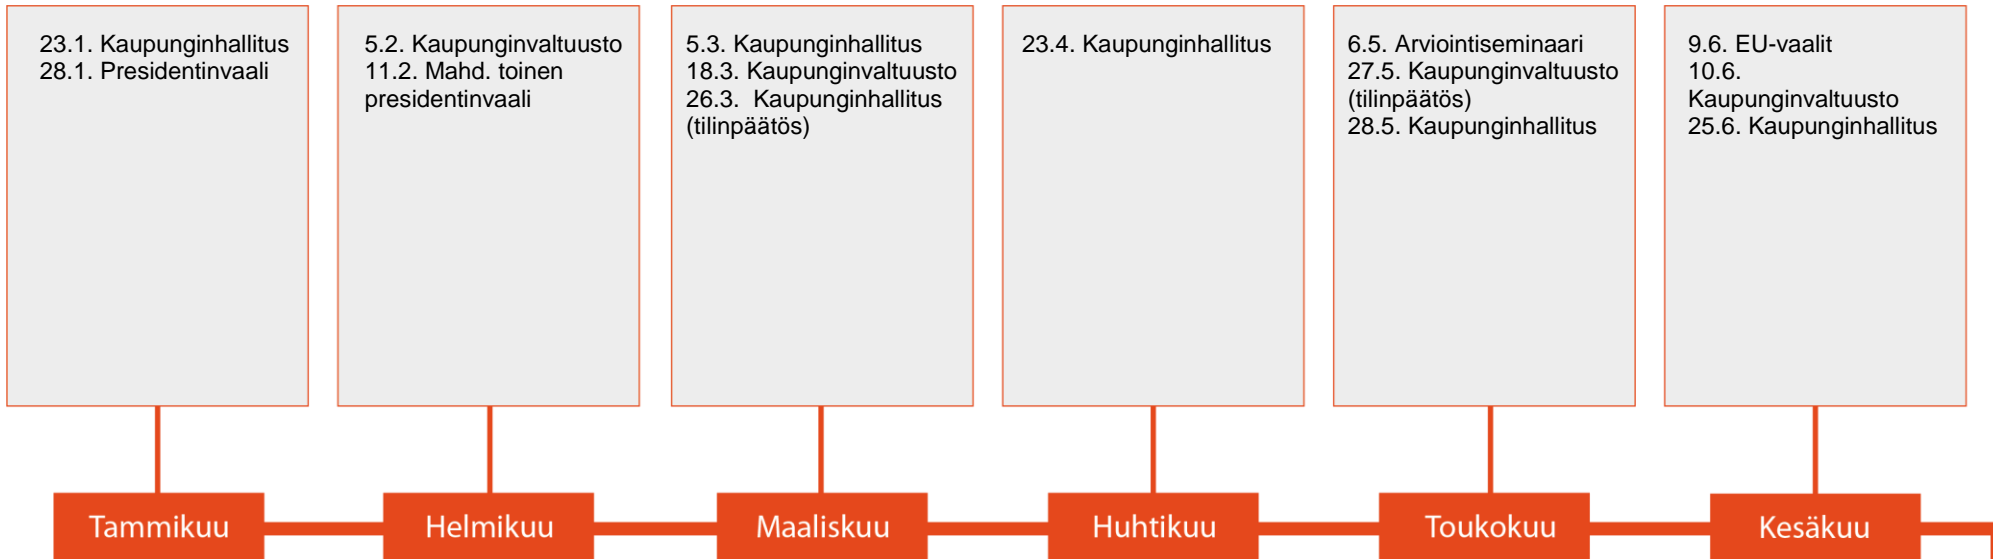 23.1. Kaupunginhallitus
28.1. Presidentinvaali
5.2. Kaupunginvaltuusto
11.2. Mahd. toinen
presidentinvaali
5.3. Kaupunginhallitus
18.3. Kaupunginvaltuusto
26.3. Kaupunginhallitus
(tilinpäätös)
23.4. Kaupunginhallitus
6.5. Arviointiseminaari
27.5. Kaupunginvaltuusto
(tilinpäätös)
28.5. Kaupunginhallitus
9.6. EU-vaalit
10.6.
Kaupunginvaltuusto
25.6. Kaupunginhallitus
Tammikuu
Helmikuu
Maaliskuu
Huhtikuu
Toukokuu
Kesäkuu